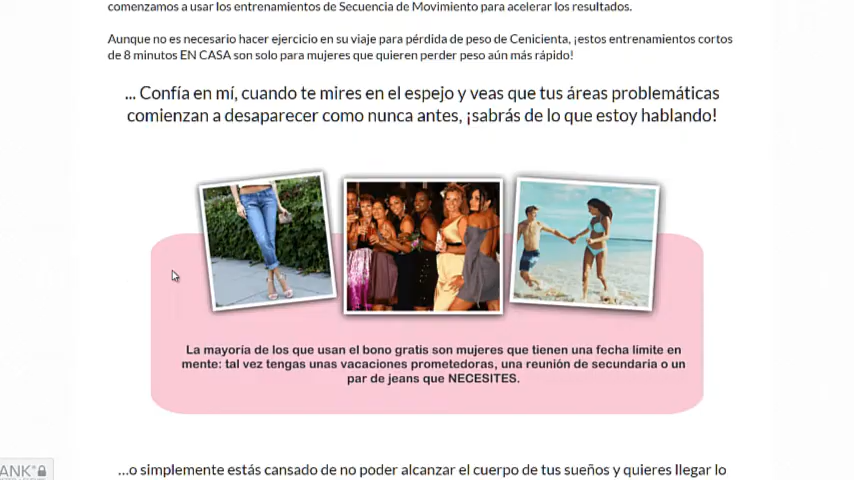 comenzamos a usar los entrenamientos de Secuencia de Movimiento para acelerar los resultados.
Aunque no es necesario hacer ejercicio en su viaje para pérdida de peso de Cenicienta, ¡estos entrenamientos cortos
de 8 minutos EN CASA son solo para mujeres que quieren perder peso aún más rápido!
... Confía en mí, cuando te mires en el espejo y veas que tus áreas problemáticas
comienzan a desaparecer como nunca antes, ¡sabrás de lo que estoy hablando!
La mayoría de los que usan el bono gratis son mujeres que tienen una fecha límite en
mente: tal vez tengas unas vacaciones prometedoras, una reunión de secundaria o un
par de jeans que NECESITES.
...o simplemente estás cansado de no poder alcanzar el cuerpo de tus sueños y quieres llegar lo